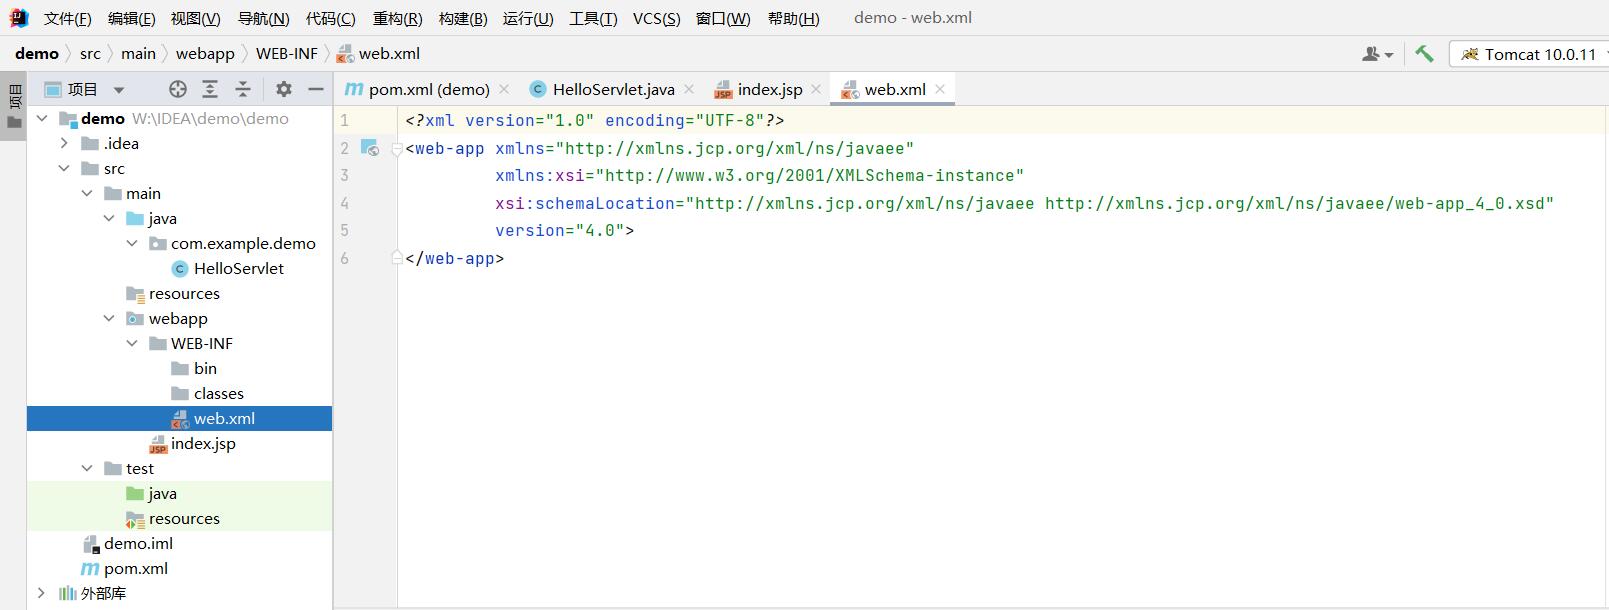 文件(F) 编辑(E) 视图(V) 导航(N) 代码(C) 重构(R) 构建(B) 运行(U) 工具(T) VCS(S) 窗口(W) 帮助(H) demo - web.xml
demo src main webapp WEB-INF web.xml Tomcat 10.0.11
项目
项目
pom.xml (demo) HelloServlet.java index.jsp web.xml
demo W:\IDEA\demo\demo
.idea
src
main
java
com.example.demo
HelloServlet
resources
webapp
WEB-INF
bin
classes
web.xml
index.jsp
test
java
resources
demo.iml
pom.xml
外部库
1 <?xml version="1.0" encoding="UTF-8"?>
2 <web-app xmlns="http://xmlns.jcp.org/xml/ns/javaee"
3 xmlns:xsi="http://www.w3.org/2001/XMLSchema-instance"
4 xsi:schemaLocation="http://xmlns.jcp.org/xml/ns/javaee http://xmlns.jcp.org/xml/ns/javaee/web-app_4_0.xsd"
5 version="4.0">
6 </web-app>